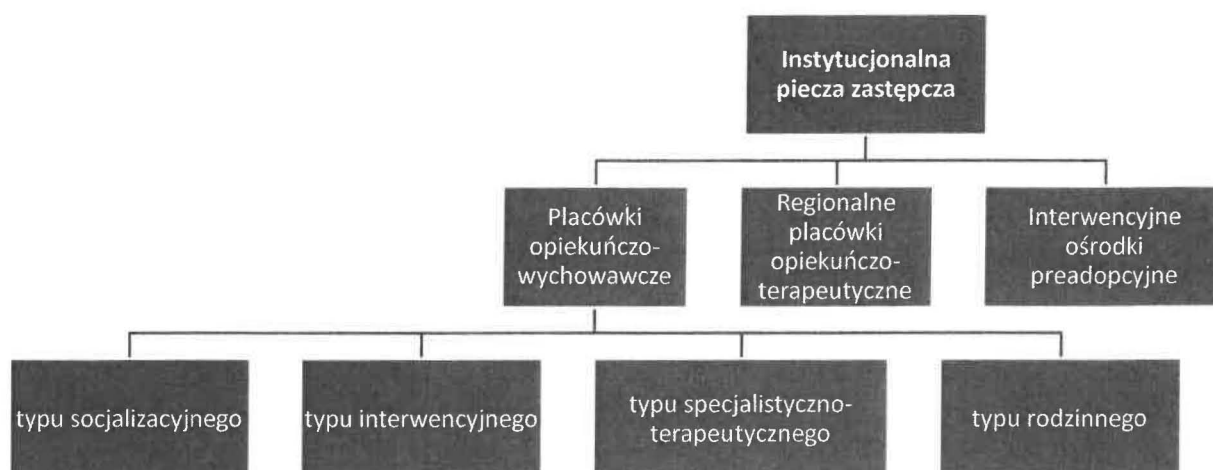 Instytucjonalna
piecza zastępcza
Placówki
opiekuńczo-
wychowawcze
Regionalne
placówki
opiekuńczo-
terapeutyczne
Interwencyjne
ośrodki
preadopcyjne
typu socjalizacyjnego
typu interwencyjnego
typu specjalistyczno-
terapeutycznego
typu rodzinnego